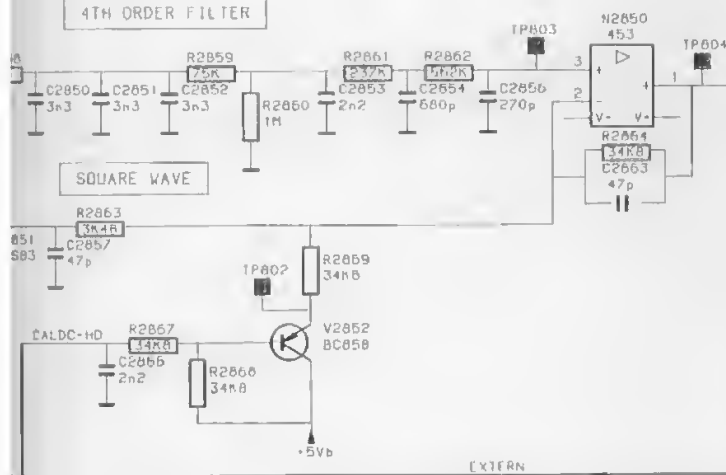 4TH ORDER FILTER
TP803
N2850
453
TP804
R2859
75K
R2861
237K
R2862
562K
3
+
+
1
2
-
V-
V+
C2850
3n3
C2851
3n3
C2852
3n3
R2860
1M
C2853
2n2
C2854
680p
C2856
270p
R2864
34K8
C2863
47p
SQUARE WAVE
R2863
3K48
851
S83
C2857
47p
TP802
R2869
34K8
CALDC-HD
R2867
34K8
V2852
BC858
C2866
2n2
R2868
34K8
+5Vb
EXTERN